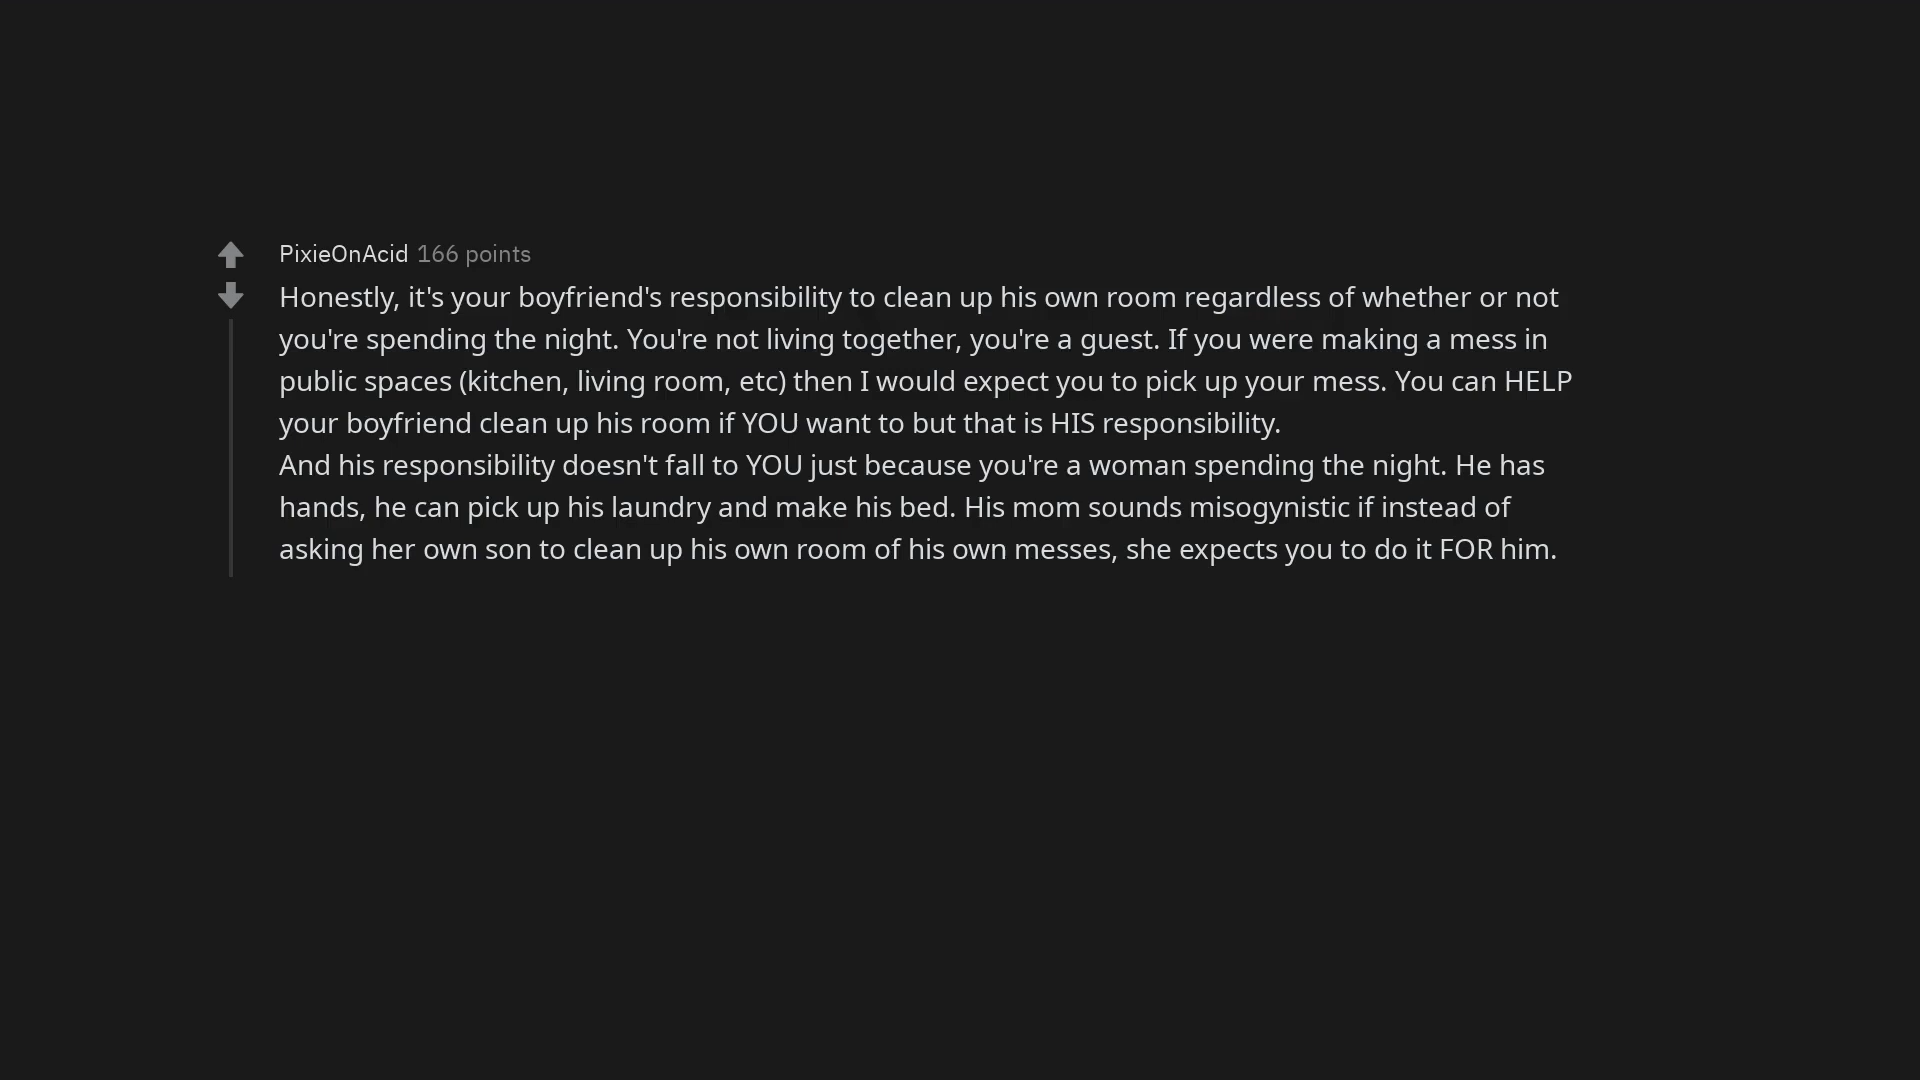 PixieOnAcid 166 points
Honestly, it's your boyfriend's responsibility to clean up his own room regardless of whether or not
you're spending the night. You're not living together, you're a guest. If you were making a mess in
public spaces (kitchen, living room, etc) then I would expect you to pick up your mess. You can HELP
your boyfriend clean up his room if YOU want to but that is HIS responsibility.
And his responsibility doesn't fall to YOU just because you're a woman spending the night. He has
hands, he can pick up his laundry and make his bed. His mom sounds misogynistic if instead of
asking her own son to clean up his own room of his own messes, she expects you to do it FOR him.